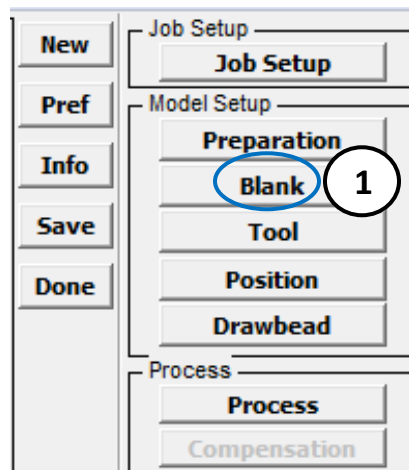 New
Pref
Info
Save
Done
Job Setup
Job Setup
Model Setup
Preparation
Blank
1
Tool
Position
Drawbead
Process
Process
Compensation